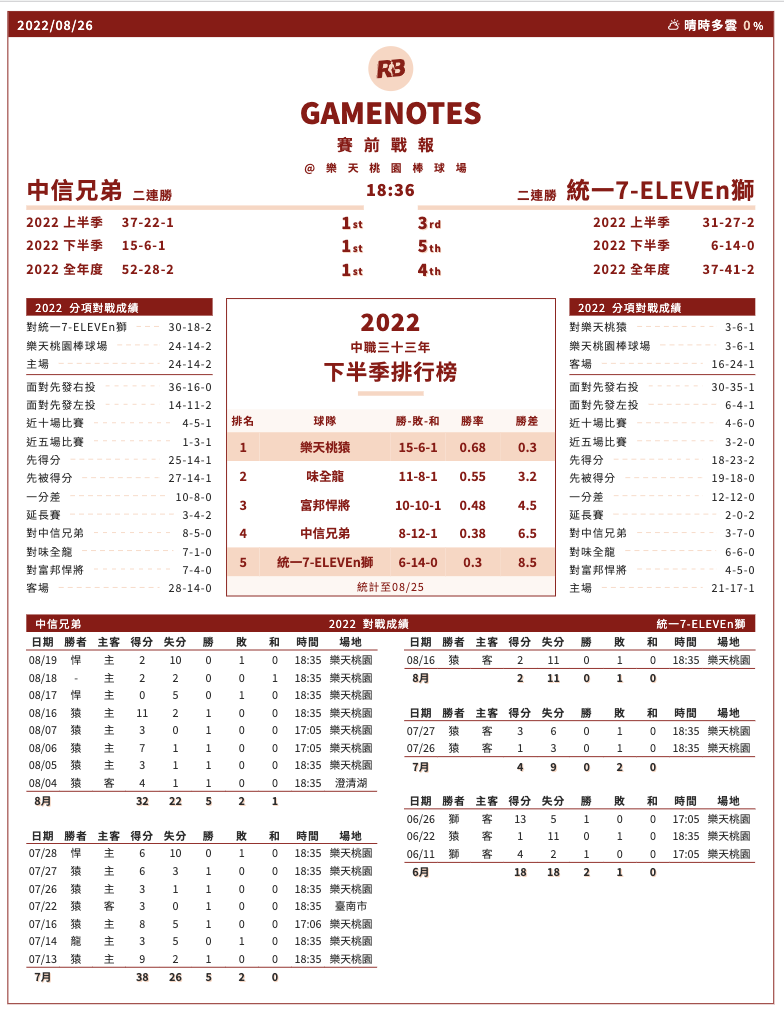 2022/08/26 晴時多雲 0 %
RB
GAMENOTES
賽前戰報
@ 樂天桃園棒球場
中信兄弟 二連勝 18:36 二連勝 統一7-ELEVEn獅
2022 上半季 37-22-1 1st 3rd 2022 上半季 31-27-2
2022 下半季 15-6-1 1st 5th 2022 下半季 6-14-0
2022 全年度 52-28-2 1st 4th 2022 全年度 37-41-2
2022 分項對戰成績
對統一7-ELEVEn獅 30-18-2
樂天桃園棒球場 24-14-2
主場 24-14-2
面對先發右投 36-16-0
面對先發左投 14-11-2
近十場比賽 4-5-1
近五場比賽 1-3-1
先得分 25-14-1
先被得分 27-14-1
一分差 10-8-0
延長賽 3-4-2
對中信兄弟 8-5-0
對味全龍 7-1-0
對富邦悍將 7-4-0
客場 28-14-0
2022
中職三十三年
下半季排行榜
排名 球隊 勝-敗-和 勝率 勝差
1 樂天桃猿 15-6-1 0.68 0.3
2 味全龍 11-8-1 0.55 3.2
3 富邦悍將 10-10-1 0.48 4.5
4 中信兄弟 8-12-1 0.38 6.5
5 統一7-ELEVEn獅 6-14-0 0.3 8.5
統計至08/25
2022 分項對戰成績
對樂天桃猿 3-6-1
樂天桃園棒球場 3-6-1
客場 16-24-1
面對先發右投 30-35-1
面對先發左投 6-4-1
近十場比賽 4-6-0
近五場比賽 3-2-0
先得分 18-23-2
先被得分 19-18-0
一分差 12-12-0
延長賽 2-0-2
對中信兄弟 3-7-0
對味全龍 6-6-0
對富邦悍將 4-5-0
主場 21-17-1
中信兄弟 2022 對戰成績 統一7-ELEVEn獅
日期 勝者 主客 得分 失分 勝 敗 和 時間 場地
08/19 悍 主 2 10 0 1 0 18:35 樂天桃園
08/18 - 主 2 2 0 0 1 18:35 樂天桃園
08/17 悍 主 0 5 0 1 0 18:35 樂天桃園
08/16 猿 主 11 2 1 0 0 18:35 樂天桃園
08/07 猿 主 3 0 1 0 0 17:05 樂天桃園
08/06 猿 主 7 1 1 0 0 17:05 樂天桃園
08/05 猿 主 3 1 1 0 0 18:35 樂天桃園
08/04 猿 客 4 1 1 0 0 18:35 澄清湖
8月 32 22 5 2 1
日期 勝者 主客 得分 失分 勝 敗 和 時間 場地
07/28 悍 主 6 10 0 1 0 18:35 樂天桃園
07/27 猿 主 6 3 1 0 0 18:35 樂天桃園
07/26 猿 主 3 1 1 0 0 18:35 樂天桃園
07/22 猿 客 3 0 1 0 0 18:35 臺南市
07/16 猿 主 8 5 1 0 0 17:06 樂天桃園
07/14 龍 主 3 5 0 1 0 18:35 樂天桃園
07/13 猿 主 9 2 1 0 0 18:35 樂天桃園
7月 38 26 5 2 0
日期 勝者 主客 得分 失分 勝 敗 和 時間 場地
08/16 猿 客 2 11 0 1 0 18:35 樂天桃園
8月 2 11 0 1 0
日期 勝者 主客 得分 失分 勝 敗 和 時間 場地
07/27 猿 客 3 6 0 1 0 18:35 樂天桃園
07/26 猿 客 1 3 0 1 0 18:35 樂天桃園
7月 4 9 0 2 0
日期 勝者 主客 得分 失分 勝 敗 和 時間 場地
06/26 獅 客 13 5 1 0 0 17:05 樂天桃園
06/22 猿 客 1 11 0 1 0 18:35 樂天桃園
06/11 獅 客 4 2 1 0 0 17:05 樂天桃園
6月 18 18 2 1 0